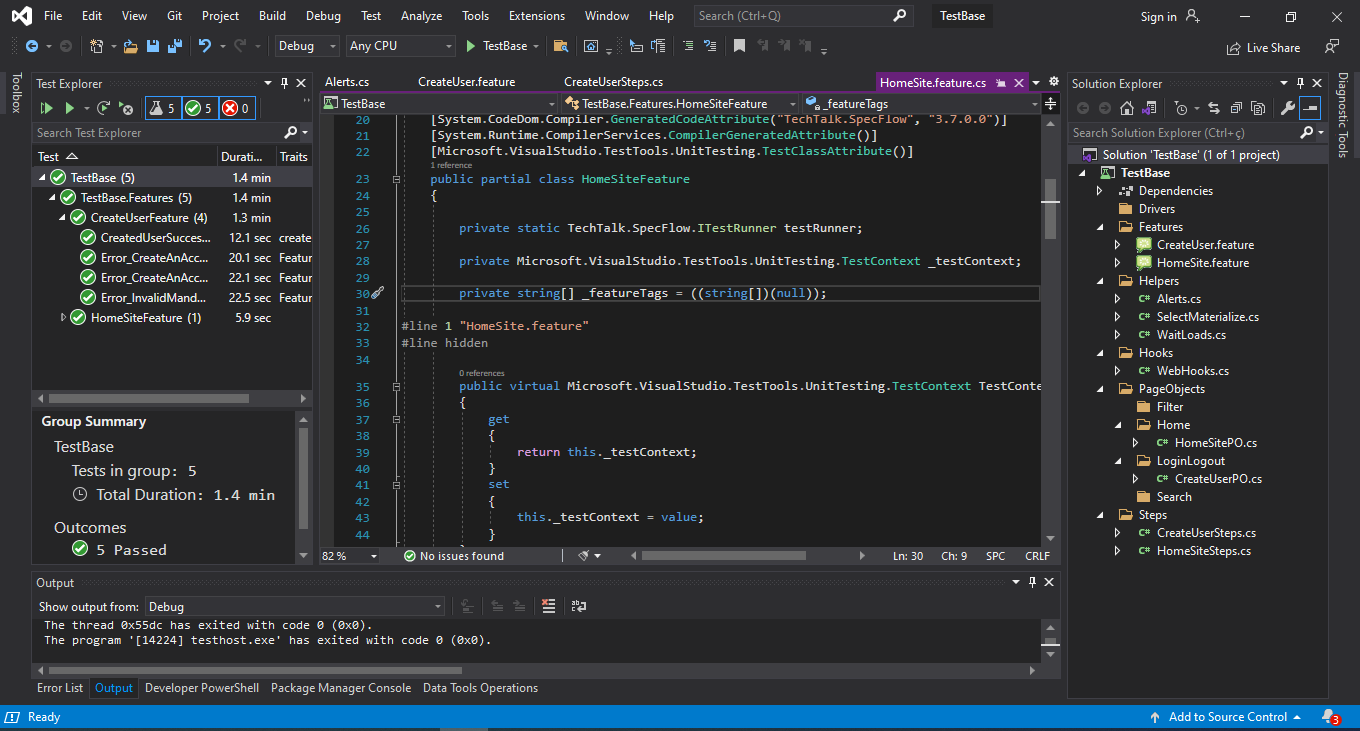 File Edit View Git Project Build Debug Test Analyze Tools Extensions Window Help Search (Ctrl+Q) TestBase Sign in
Debug Any CPU TestBase Live Share
Toolbox
Test Explorer
5 5 0
Search Test Explorer
Test Durati... Traits
TestBase (5) 1.4 min
TestBase.Features (5) 1.4 min
CreateUserFeature (4) 1.3 min
CreatedUserSucces... 12.1 sec create
Error_CreateAnAcc... 20.1 sec Featur
Error_CreateAnAcc... 22.1 sec Featur
Error_InvalidMand... 22.5 sec Featur
HomeSiteFeature (1) 5.9 sec
Group Summary
TestBase
Tests in group: 5
Total Duration: 1.4 min
Outcomes
5 Passed
Alerts.cs CreateUser.feature CreateUserSteps.cs HomeSite.feature.cs
TestBase TestBase.Features.HomeSiteFeature _featureTags
20 [System.CodeDom.Compiler.GeneratedCodeAttribute("TechTalk.SpecFlow", "3.7.0.0")]
21 [System.Runtime.CompilerServices.CompilerGeneratedAttribute()]
22 [Microsoft.VisualStudio.TestTools.UnitTesting.TestClassAttribute()]
1 reference
23 public partial class HomeSiteFeature
24 {
25
26 private static TechTalk.SpecFlow.ITestRunner testRunner;
27
28 private Microsoft.VisualStudio.TestTools.UnitTesting.TestContext _testContext;
29
30 private string[] _featureTags = ((string[])(null));
31
32 #line 1 "HomeSite.feature"
33 #line hidden
34
0 references
35 public virtual Microsoft.VisualStudio.TestTools.UnitTesting.TestContext TestConte
36 {
37 get
38 {
39 return this._testContext;
40 }
41 set
42 {
43 this._testContext = value;
44 }
82 % No issues found Ln: 30 Ch: 9 SPC CRLF
Solution Explorer
Search Solution Explorer (Ctrl+ç)
Solution 'TestBase' (1 of 1 project)
TestBase
Dependencies
Drivers
Features
CreateUser.feature
HomeSite.feature
Helpers
Alerts.cs
SelectMaterialize.cs
WaitLoads.cs
Hooks
WebHooks.cs
PageObjects
Filter
Home
HomeSitePO.cs
LoginLogout
CreateUserPO.cs
Search
Steps
CreateUserSteps.cs
HomeSiteSteps.cs
Diagnostic Tools
Output
Show output from: Debug
The thread 0x55dc has exited with code 0 (0x0).
The program '[14224] testhost.exe' has exited with code 0 (0x0).
Error List Output Developer PowerShell Package Manager Console Data Tools Operations
Ready Add to Source Control 3